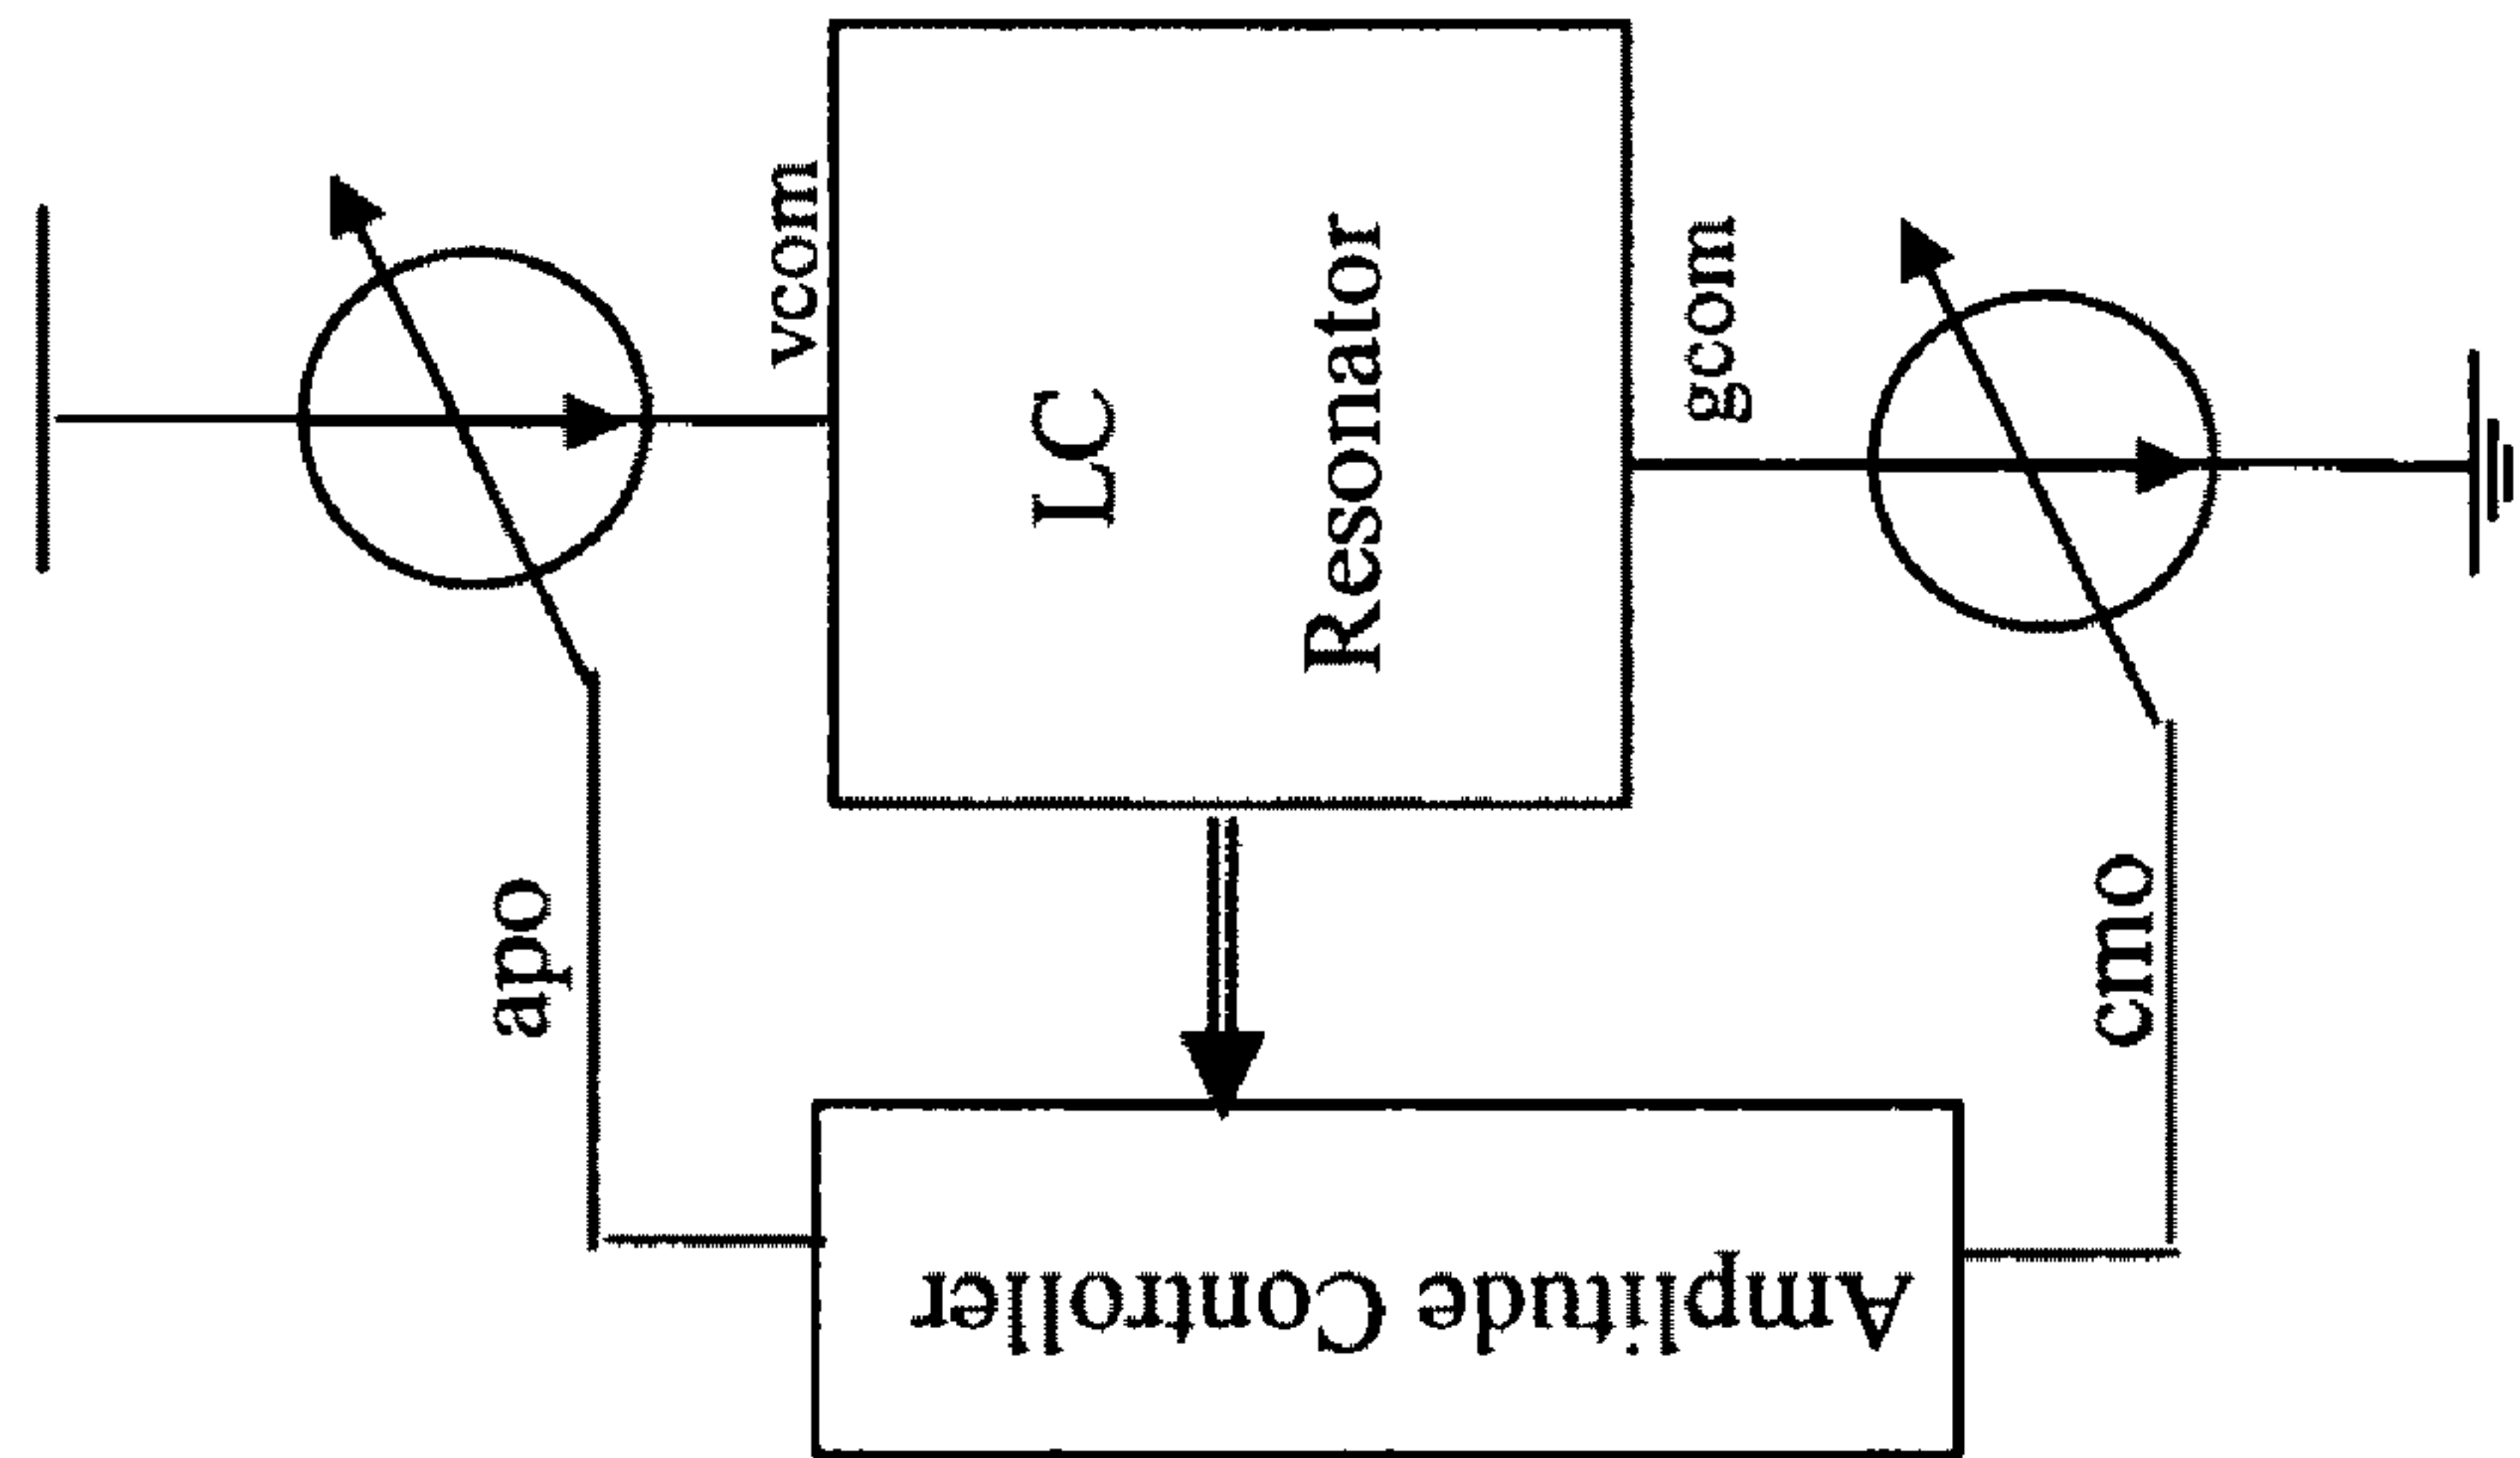 vcom
LC
Resonator
gcom
apo
cmo
Amplitude Controller